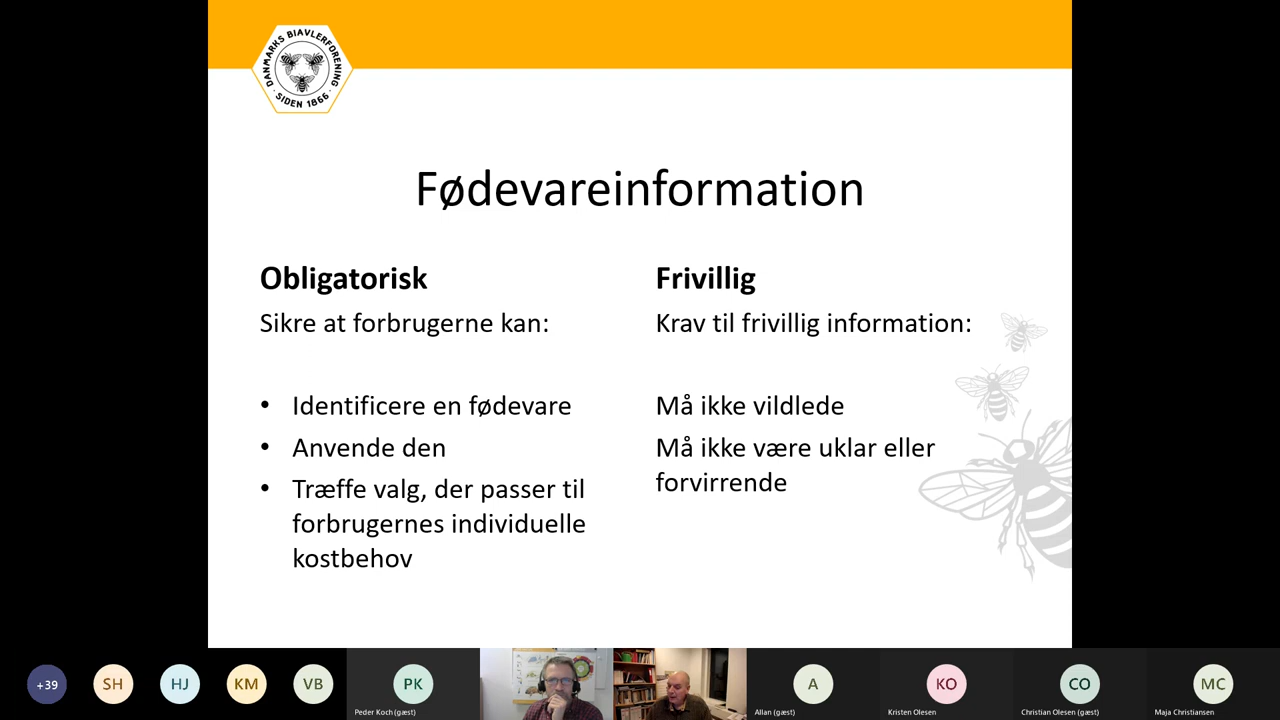 DANMARKS BIAVLERFORENING
· SIDEN 1866 ·
Fødevareinformation
Obligatorisk
Sikre at forbrugerne kan:
• Identificere en fødevare
• Anvende den
• Træffe valg, der passer til
forbrugernes individuelle
kostbehov
Frivillig
Krav til frivillig information:
Må ikke vildlede
Må ikke være uklar eller
forvirrende
+39
SH
HJ
KM
VB
PK
Peder Koch (gæst)
A
Allan (gæst)
KO
Kristen Olesen
CO
Christian Olesen (gæst)
MC
Maja Christiansen